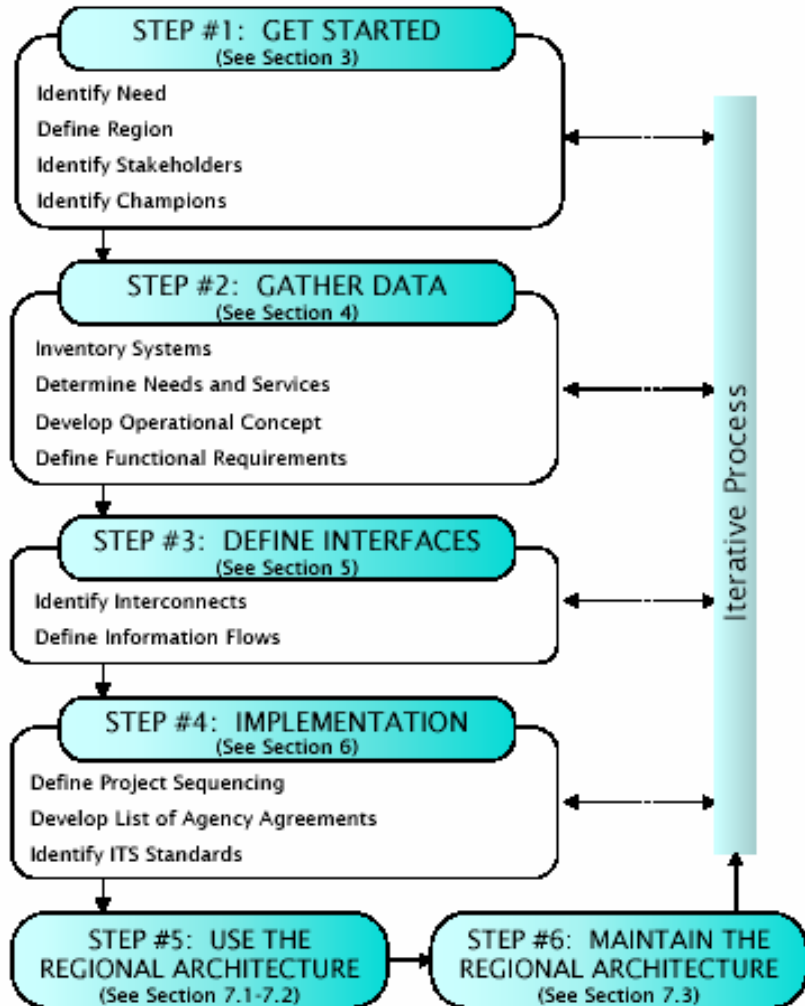 STEP #1: GET STARTED
(See Section 3)
Identify Need
Define Region
Identify Stakeholders
Identify Champions
STEP #2: GATHER DATA
(See Section 4)
Inventory Systems
Determine Needs and Services
Develop Operational Concept
Define Functional Requirements
STEP #3: DEFINE INTERFACES
(See Section 5)
Identify Interconnects
Define Information Flows
STEP #4: IMPLEMENTATION
(See Section 6)
Define Project Sequencing
Develop List of Agency Agreements
Identify ITS Standards
STEP #5: USE THE
REGIONAL ARCHITECTURE
(See Section 7.1-7.2)
STEP #6: MAINTAIN THE
REGIONAL ARCHITECTURE
(See Section 7.3)
Iterative Process